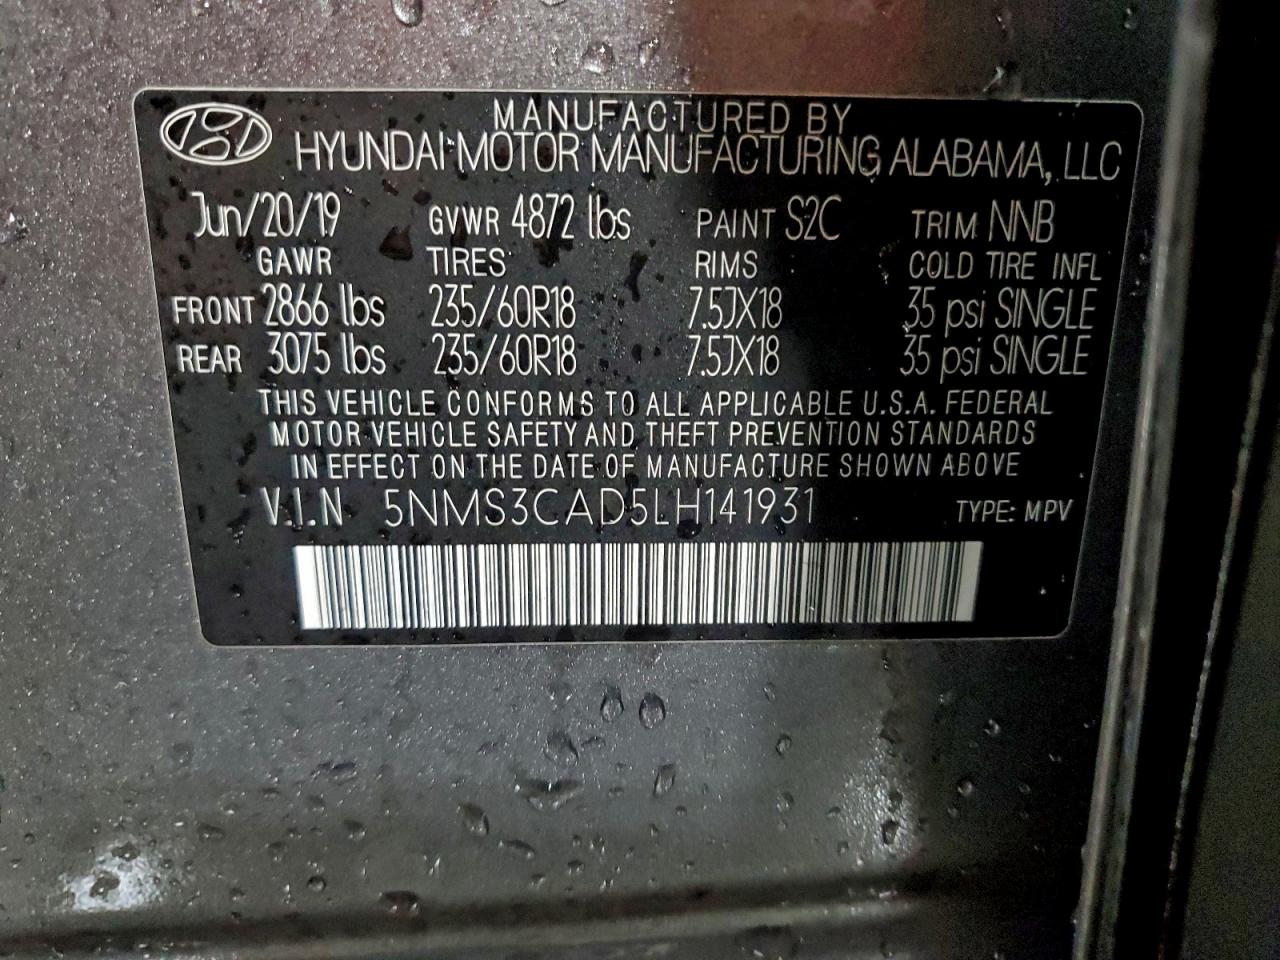 MANUFACTURED BY
HYUNDAI MOTOR MANUFACTURING ALABAMA, LLC
Jun/20/19 GVWR 4872 lbs PAINT S2C TRIM NNB
GAWR TIRES RIMS COLD TIRE INFL
FRONT 2866 lbs 235/60R18 7.5JX18 35 psi SINGLE
REAR 3075 lbs 235/60R18 7.5JX18 35 psi SINGLE
THIS VEHICLE CONFORMS TO ALL APPLICABLE U.S.A. FEDERAL
MOTOR VEHICLE SAFETY AND THEFT PREVENTION STANDARDS
IN EFFECT ON THE DATE OF MANUFACTURE SHOWN ABOVE
V.I.N 5NMS3CAD5LH141931 TYPE: MPV